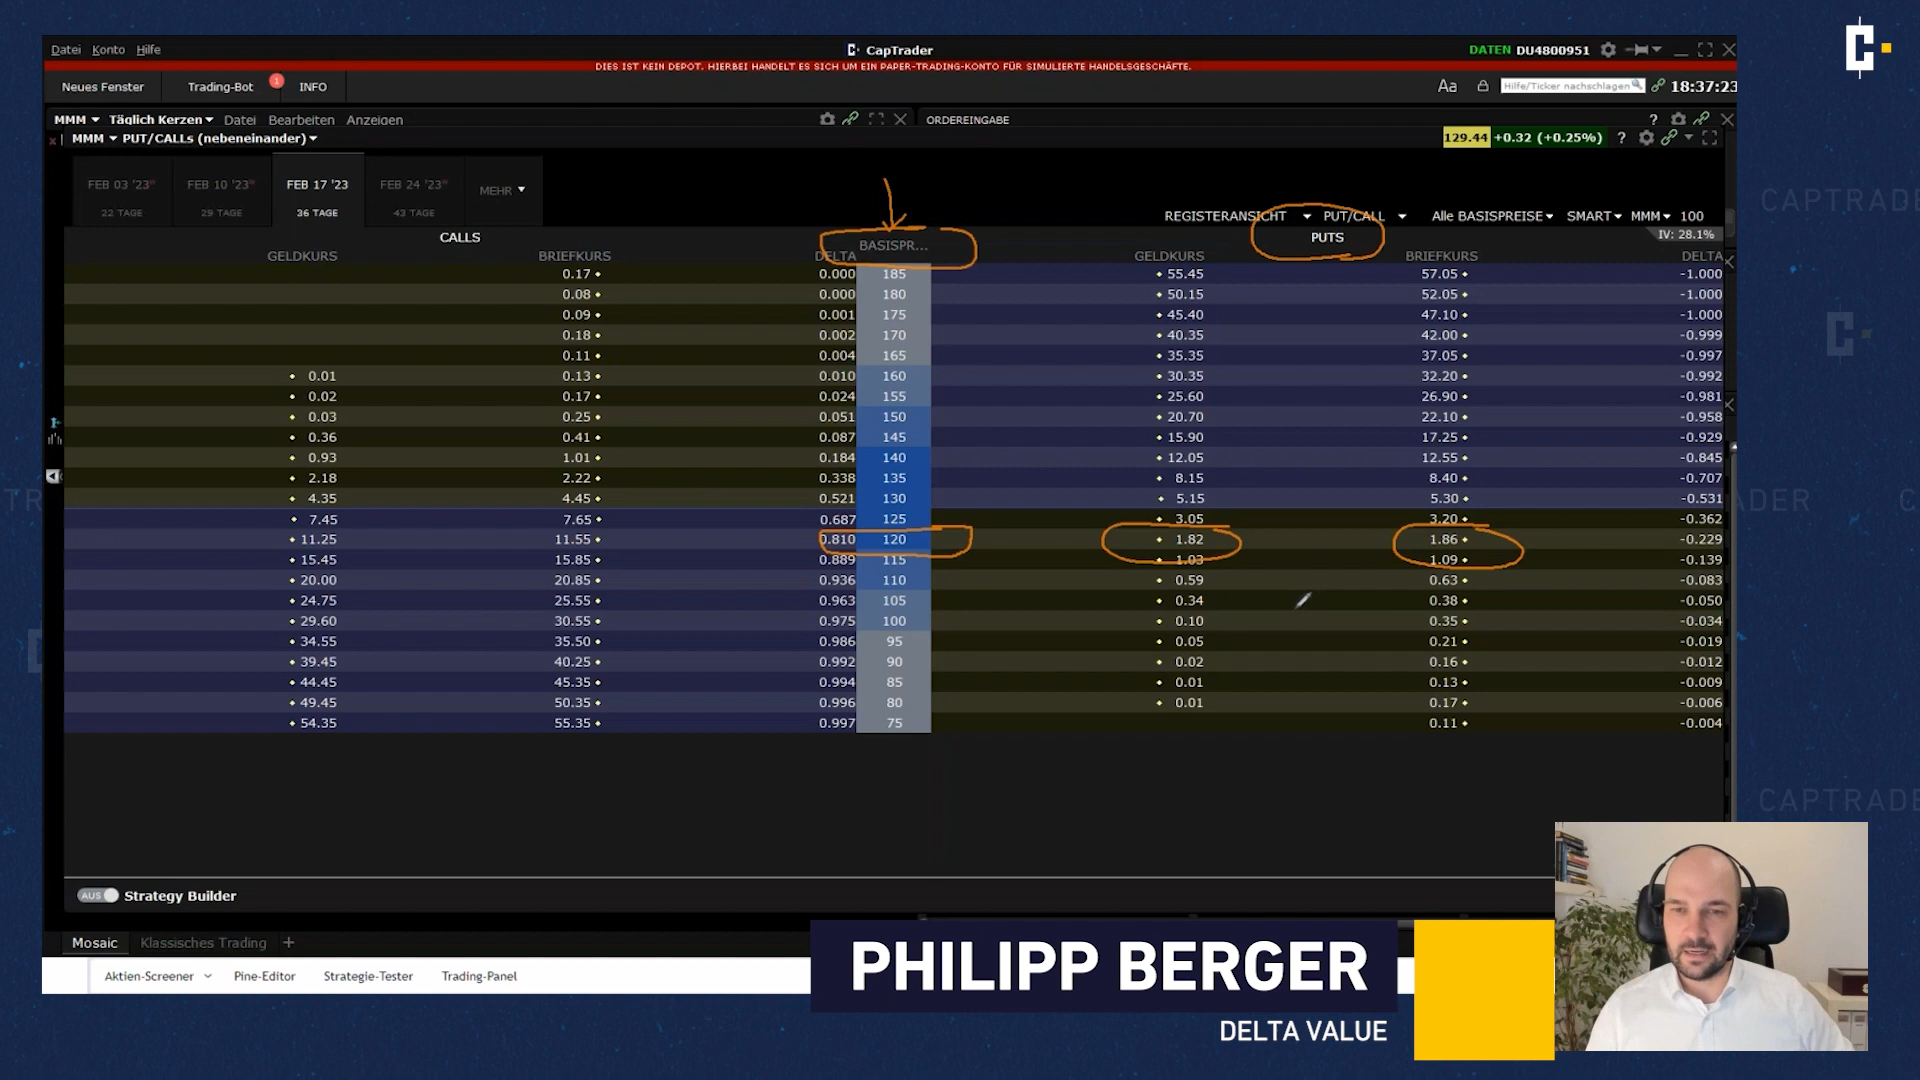 Datei Konto Hilfe
CapTrader
DATEN DU4800951
DIES IST KEIN DEPOT. HIERBEI HANDELT ES SICH UM EIN PAPER-TRADING-KONTO FÜR SIMULIERTE HANDELSGESCHÄFTE.
Neues Fenster Trading-Bot 1 INFO
Aa Hilfe/Ticker nachschlagen 18:37:23
MMM Täglich Kerzen Datei Bearbeiten Anzeigen
ORDEREINGABE ?
MMM PUT/CALLs (nebeneinander)
129.44 +0.32 (+0.25%) ?
FEB 03 '23 FEB 10 '23 FEB 17 '23 FEB 24 '23 MEHR
22 TAGE 29 TAGE 36 TAGE 43 TAGE
REGISTERANSICHT PUT/CALL Alle BASISPREISE SMART MMM 100
CALLS PUTS IV: 28.1%
GELDKURS BRIEFKURS DELTA BASISPR... GELDKURS BRIEFKURS DELTA
0.17 0.000 185 55.45 57.05 -1.000
0.08 0.000 180 50.15 52.05 -1.000
0.09 0.001 175 45.40 47.10 -1.000
0.18 0.002 170 40.35 42.00 -0.999
0.11 0.004 165 35.35 37.05 -0.997
0.01 0.13 0.010 160 30.35 32.20 -0.992
0.02 0.17 0.024 155 25.60 26.90 -0.981
0.03 0.25 0.051 150 20.70 22.10 -0.958
0.36 0.41 0.087 145 15.90 17.25 -0.929
0.93 1.01 0.184 140 12.05 12.55 -0.845
2.18 2.22 0.338 135 8.15 8.40 -0.707
4.35 4.45 0.521 130 5.15 5.30 -0.531
7.45 7.65 0.687 125 3.05 3.20 -0.362
11.25 11.55 0.810 120 1.82 1.86 -0.229
15.45 15.85 0.889 115 1.03 1.09 -0.139
20.00 20.85 0.936 110 0.59 0.63 -0.083
24.75 25.55 0.963 105 0.34 0.38 -0.050
29.60 30.55 0.975 100 0.10 0.35 -0.034
34.55 35.50 0.986 95 0.05 0.21 -0.019
39.45 40.25 0.992 90 0.02 0.16 -0.012
44.45 45.35 0.994 85 0.01 0.13 -0.009
49.45 50.35 0.996 80 0.01 0.17 -0.006
54.35 55.35 0.997 75 0.11 -0.004
AUS Strategy Builder
Mosaic Klassisches Trading +
Aktien-Screener Pine-Editor Strategie-Tester Trading-Panel
PHILIPP BERGER
DELTA VALUE